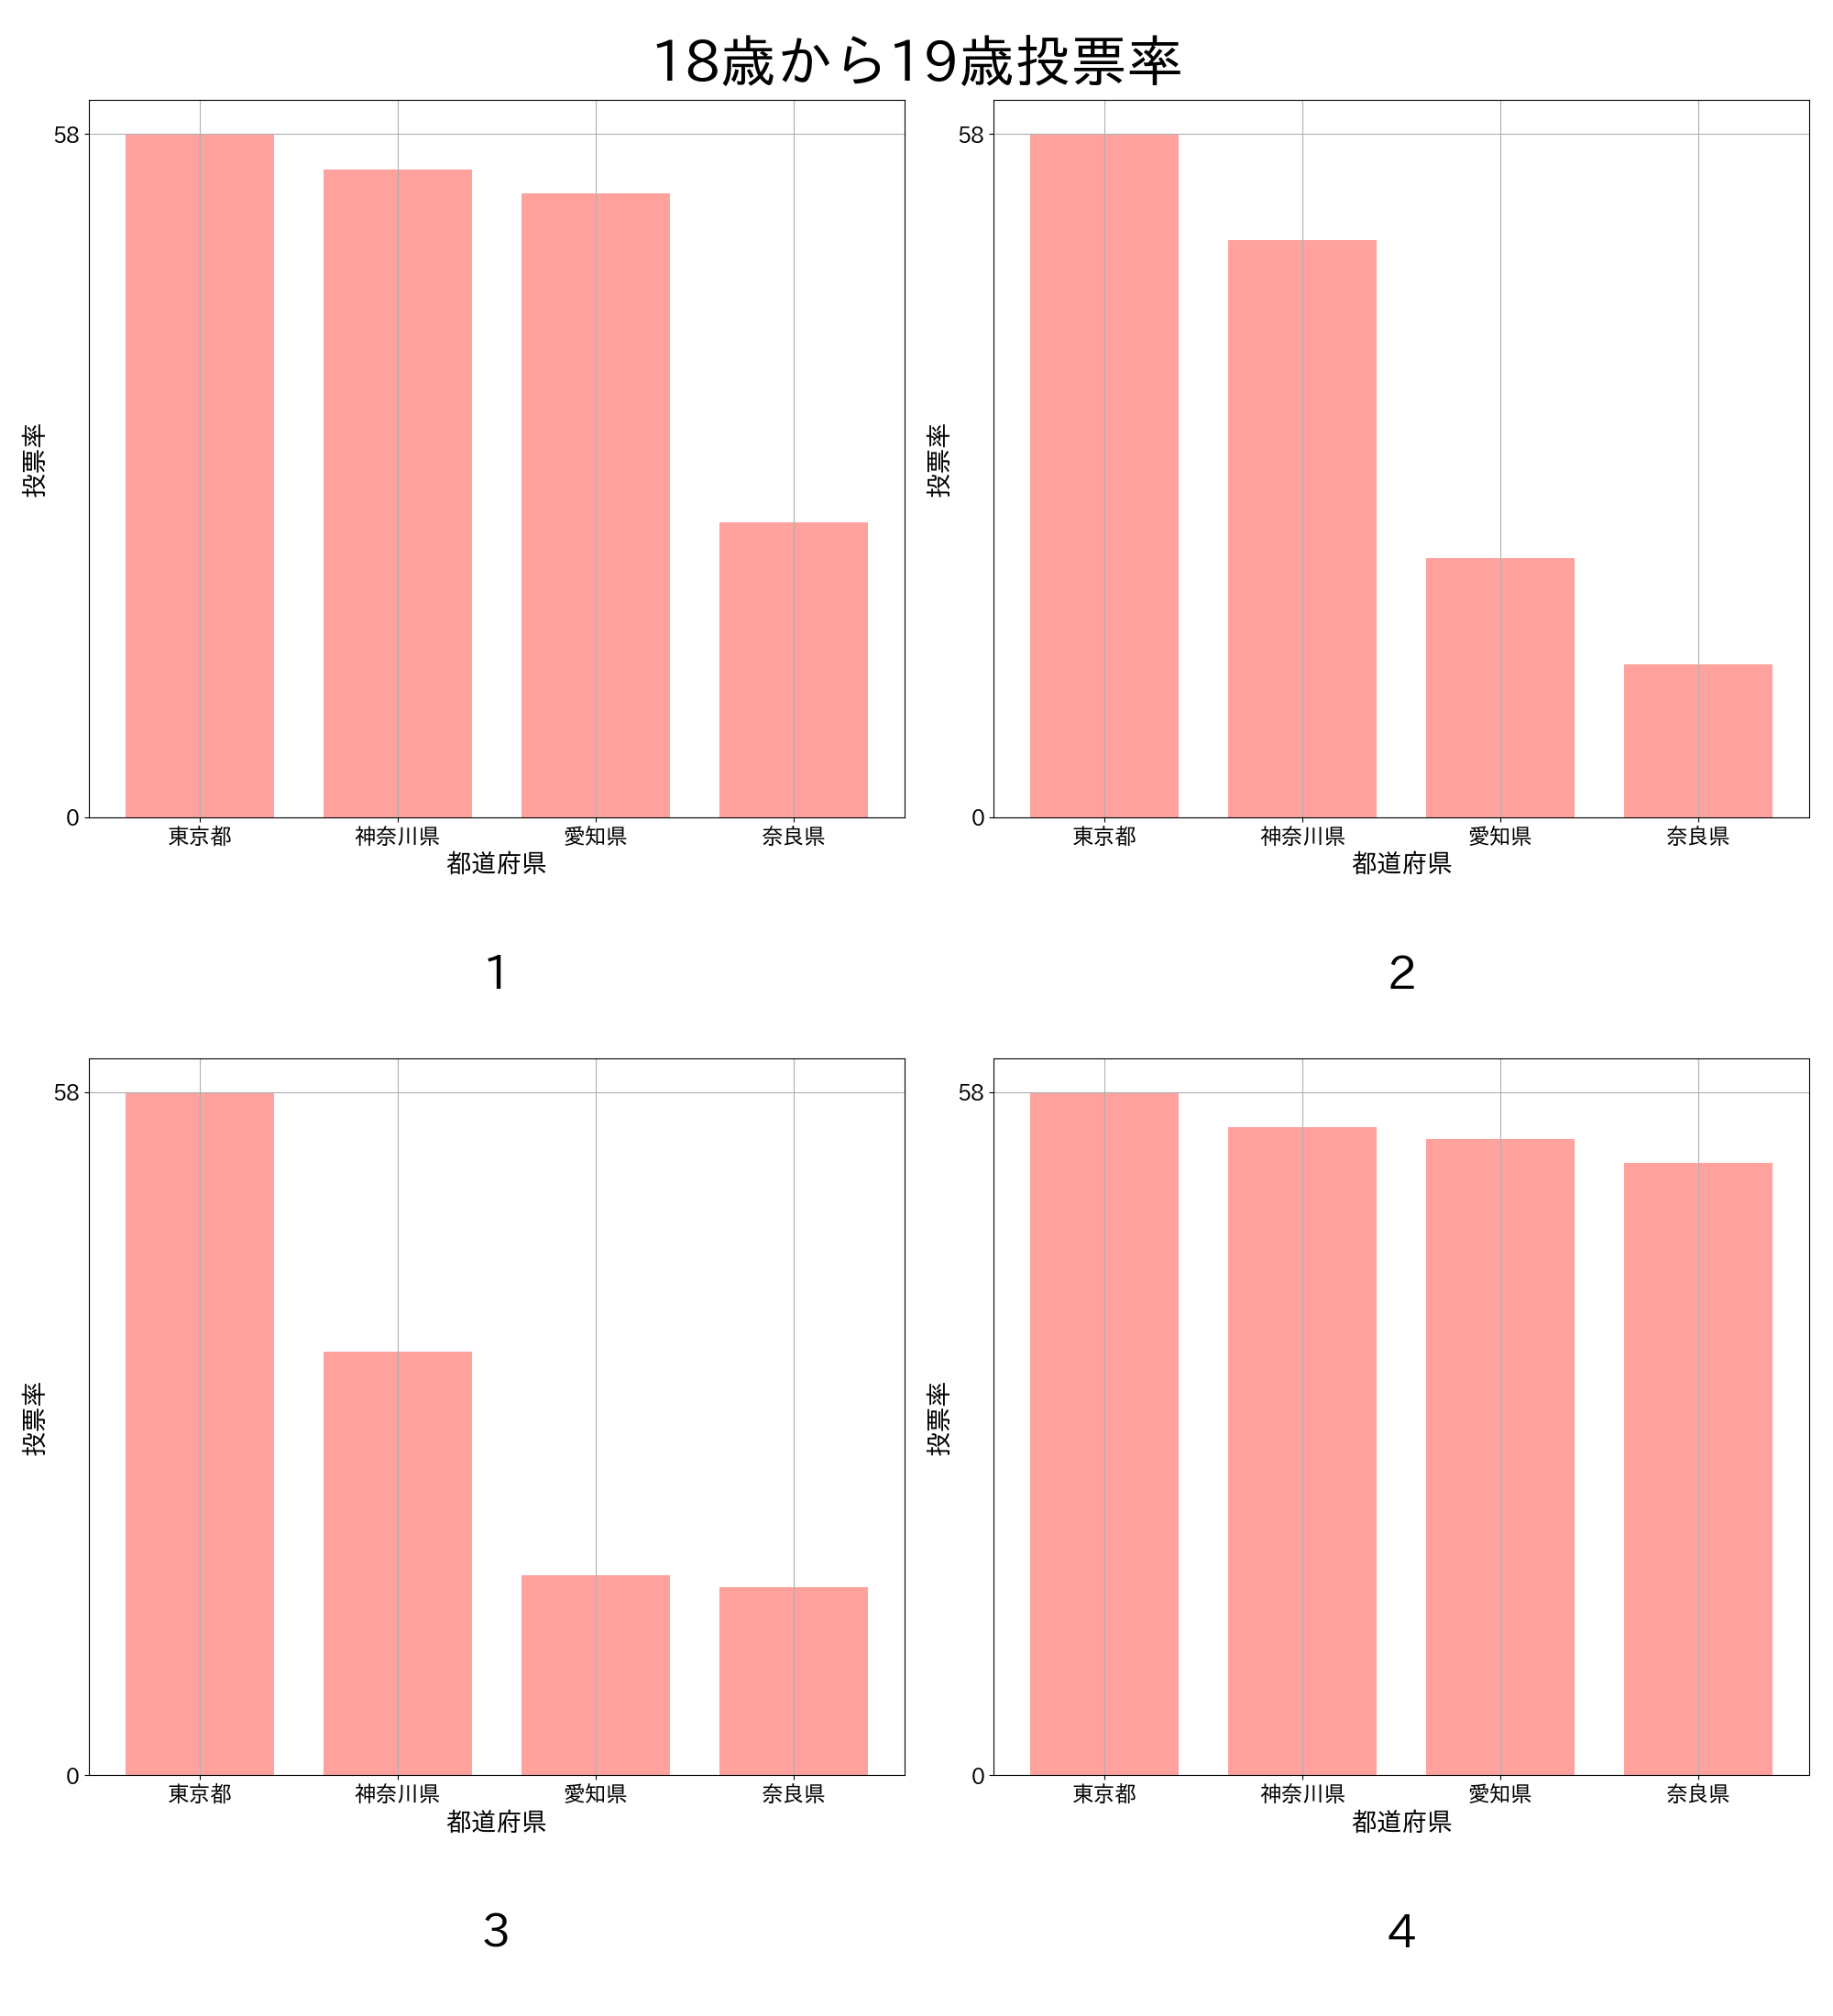 18歳から19歳投票率
58
0
投票率
東京都 神奈川県 愛知県 奈良県
都道府県
1
58
0
投票率
東京都 神奈川県 愛知県 奈良県
都道府県
2
58
0
投票率
東京都 神奈川県 愛知県 奈良県
都道府県
3
58
0
投票率
東京都 神奈川県 愛知県 奈良県
都道府県
4